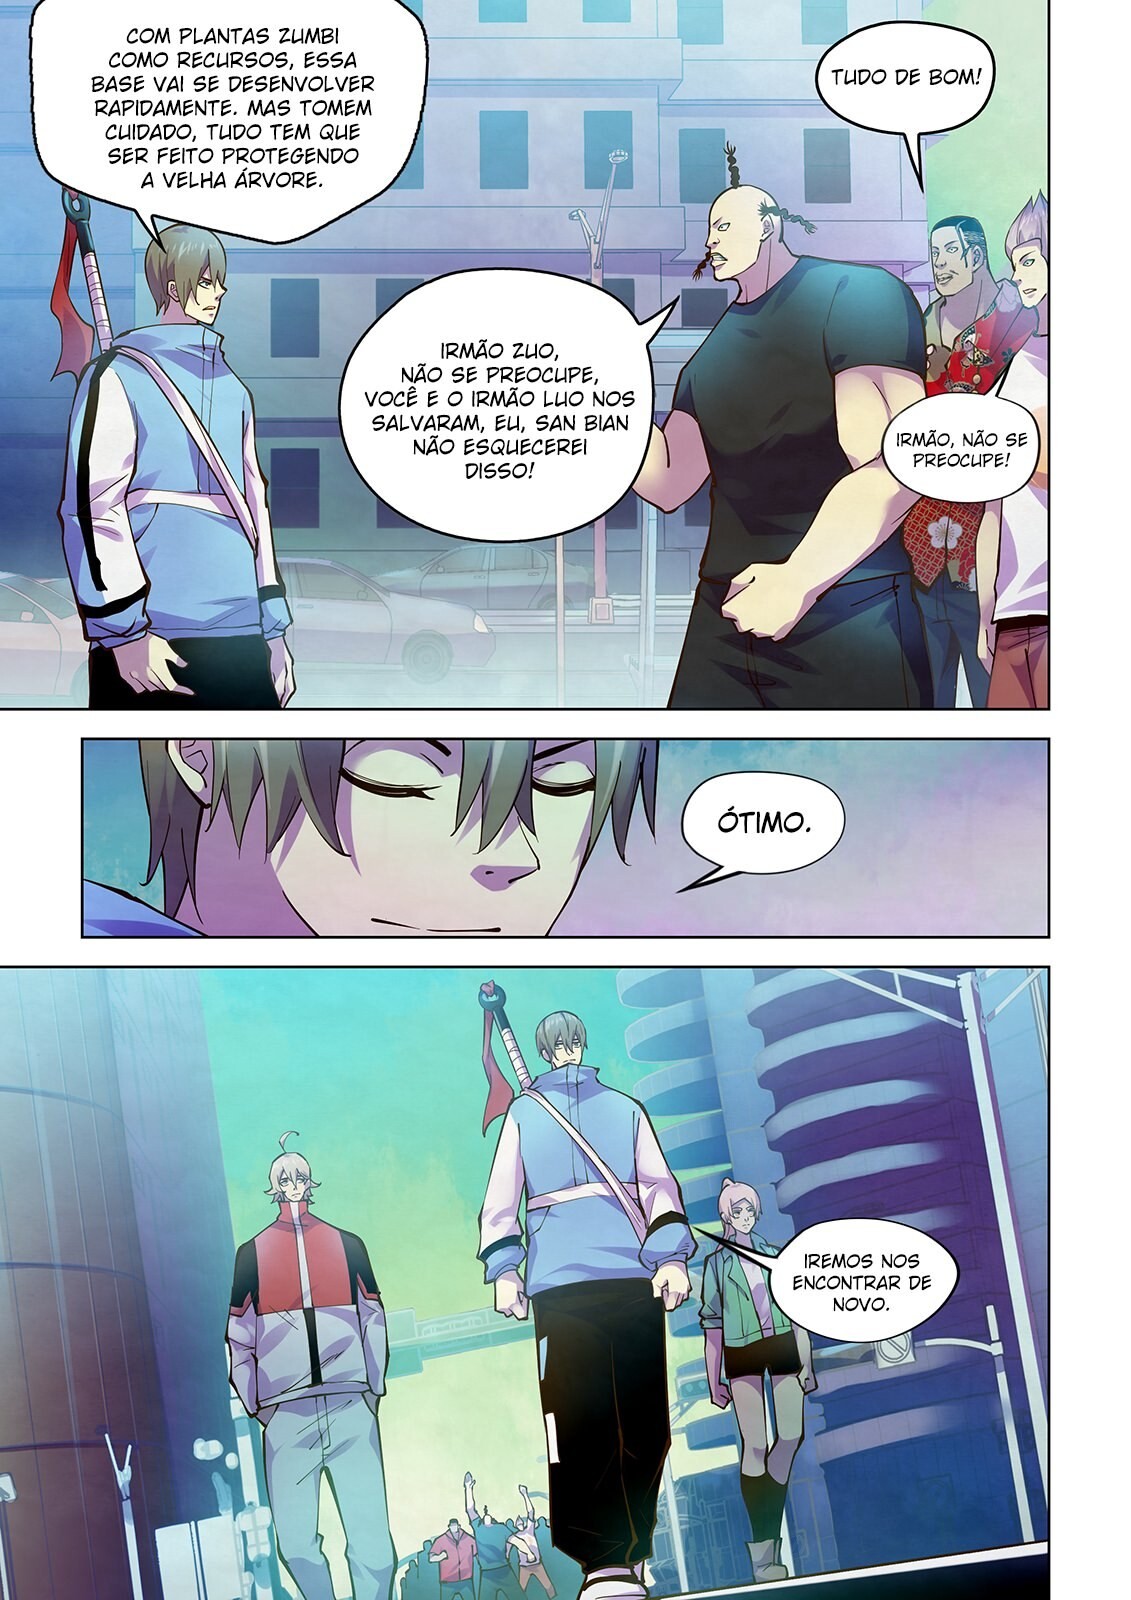 COM PLANTAS ZUMBI
COMO RECURSOS, ESSA
BASE VAI SE DESENVOLVER
RAPIDAMENTE. MAS TOMEM
CUIDADO, TUDO TEM QUE
SER FEITO PROTEGENDO
A VELHA ÁRVORE.
TUDO DE BOM!
IRMÃO ZUO,
NÃO SE PREOCUPE,
VOCÊ E O IRMÃO LUO NOS
SALVARAM, EU, SAN BIAN
NÃO ESQUECEREI
DISSO!
IRMÃO, NÃO SE
PREOCUPE!
ÓTIMO.
IREMOS NOS
ENCONTRAR DE
NOVO.